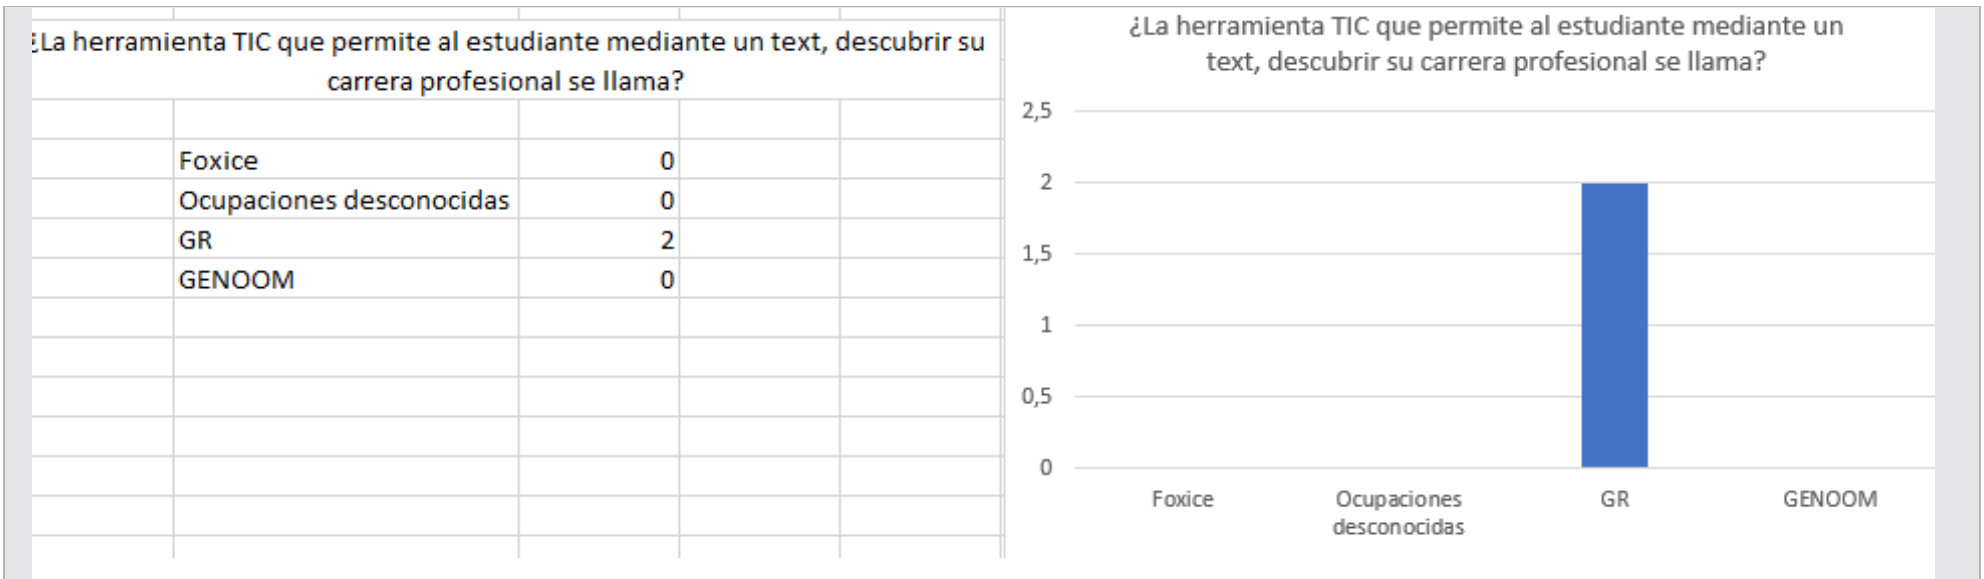 ¿La herramienta TIC que permite al estudiante mediante un text, descubrir su
carrera profesional se llama?
Foxice 0
Ocupaciones desconocidas 0
GR 2
GENOOM 0
¿La herramienta TIC que permite al estudiante mediante un
text, descubrir su carrera profesional se llama?
2,5
2
1,5
1
0,5
0
Foxice
Ocupaciones
desconocidas
GR
GENOOM